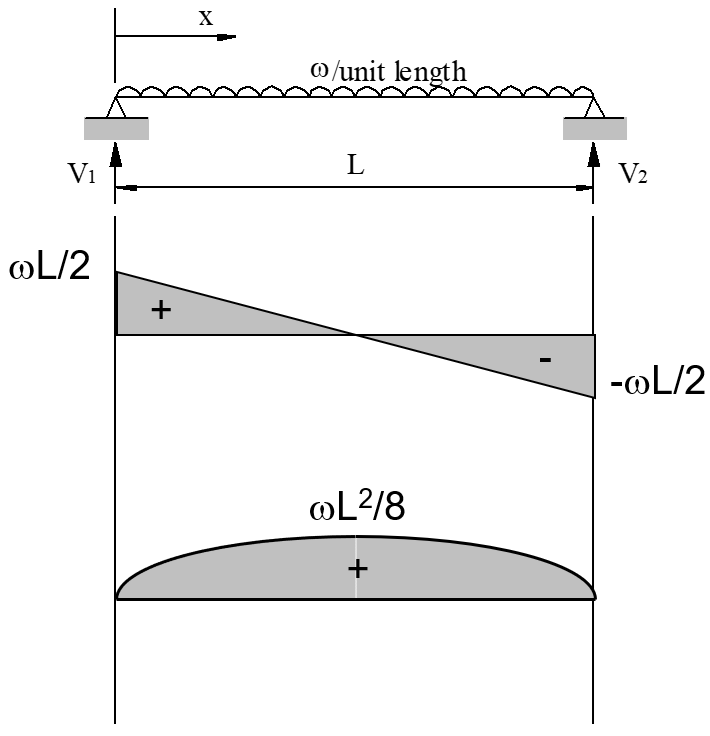 x
ω/unit length
V₁
L
V₂
ωL/2
+
-
-ωL/2
ωL²/8
+